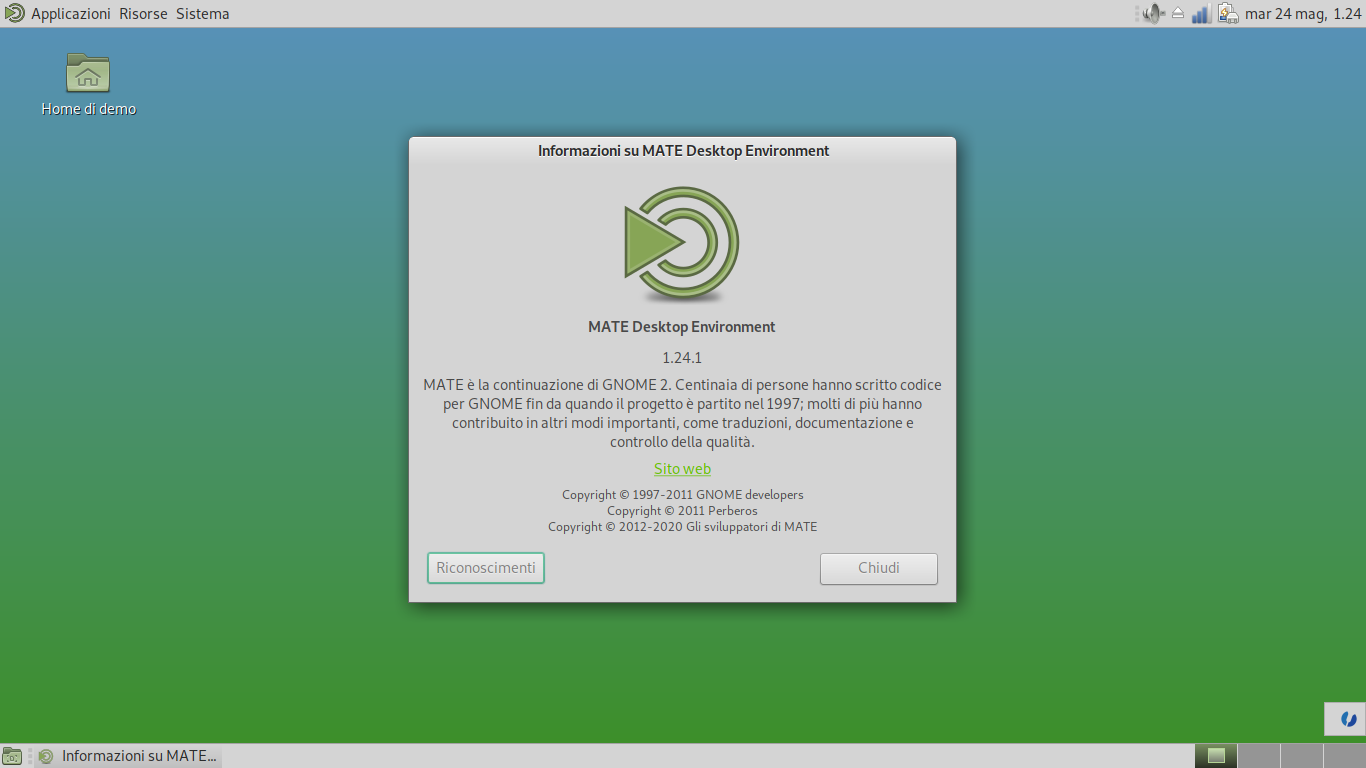 Applicazioni Risorse Sistema
mar 24 mag, 1.24
Home di demo
Informazioni su MATE Desktop Environment
MATE Desktop Environment
1.24.1
MATE è la continuazione di GNOME 2. Centinaia di persone hanno scritto codice
per GNOME fin da quando il progetto è partito nel 1997; molti di più hanno
contribuito in altri modi importanti, come traduzioni, documentazione e
controllo della qualità.
Sito web
Copyright © 1997-2011 GNOME developers
Copyright © 2011 Perberos
Copyright © 2012-2020 Gli sviluppatori di MATE
Riconoscimenti
Chiudi
Informazioni su MATE...